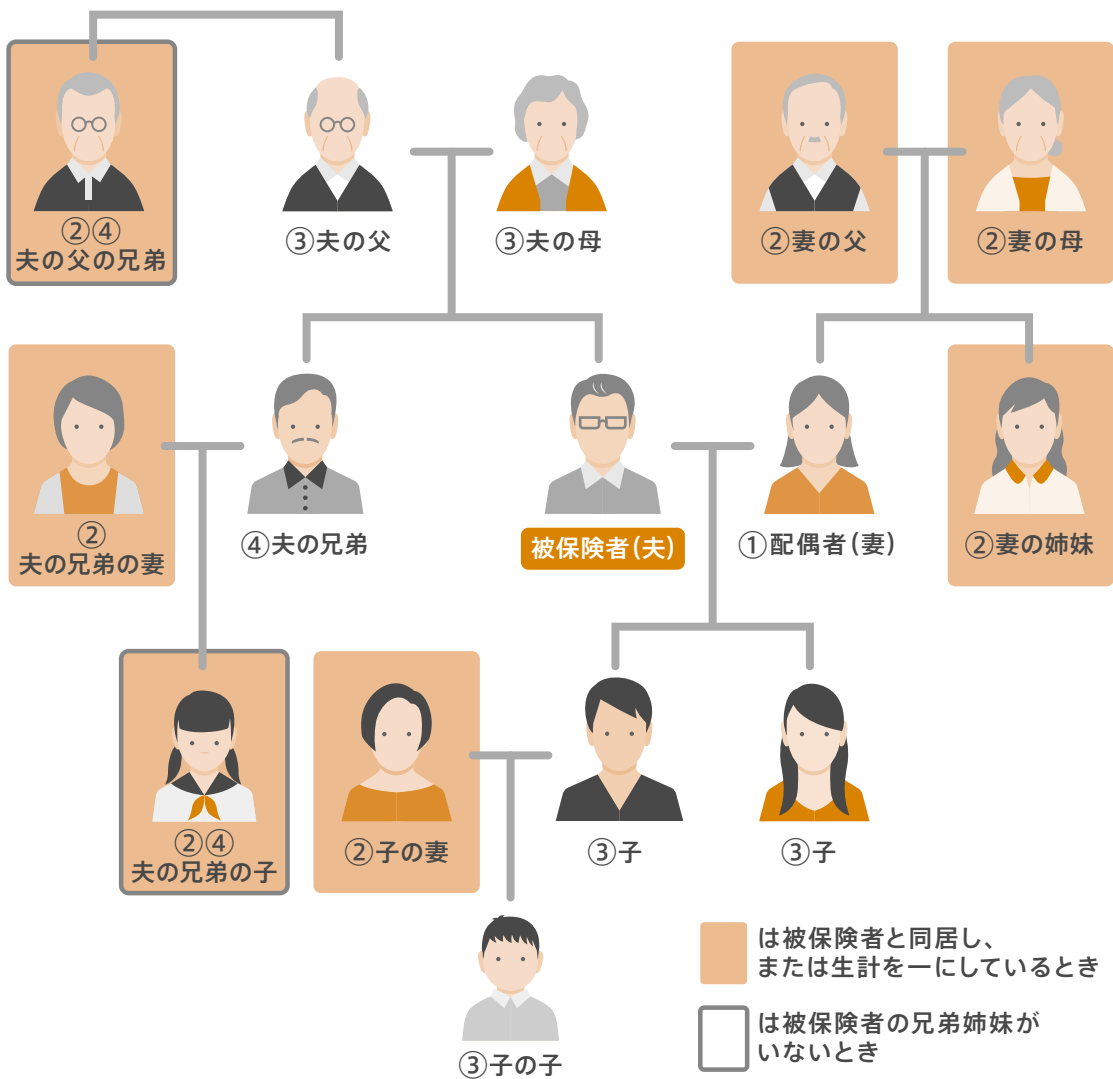 ②④
夫の父の兄弟
③夫の父
③夫の母
②妻の父
②妻の母
②
夫の兄弟の妻
④夫の兄弟
被保険者(夫)
①配偶者(妻)
②妻の姉妹
②④
夫の兄弟の子
②子の妻
③子
③子
③子の子
は被保険者と同居し、
または生計を一にしているとき
は被保険者の兄弟姉妹が
いないとき